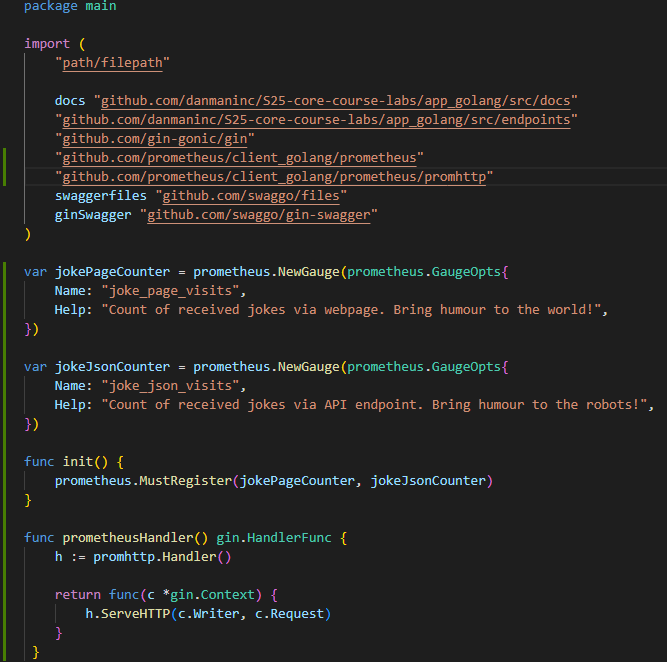 package main
import (
"path/filepath"
docs "github.com/danmaninc/S25-core-course-labs/app_golang/src/docs"
"github.com/danmaninc/S25-core-course-labs/app_golang/src/endpoints"
"github.com/gin-gonic/gin"
"github.com/prometheus/client_golang/prometheus"
"github.com/prometheus/client_golang/prometheus/promhttp"
swaggerfiles "github.com/swaggo/files"
ginSwagger "github.com/swaggo/gin-swagger"
)
var jokePageCounter = prometheus.NewGauge(prometheus.GaugeOpts{
Name: "joke_page_visits",
Help: "Count of received jokes via webpage. Bring humour to the world!",
})
var jokeJsonCounter = prometheus.NewGauge(prometheus.GaugeOpts{
Name: "joke_json_visits",
Help: "Count of received jokes via API endpoint. Bring humour to the robots!",
})
func init() {
prometheus.MustRegister(jokePageCounter, jokeJsonCounter)
}
func prometheusHandler() gin.HandlerFunc {
h := promhttp.Handler()
return func(c *gin.Context) {
h.ServeHTTP(c.Writer, c.Request)
}
}